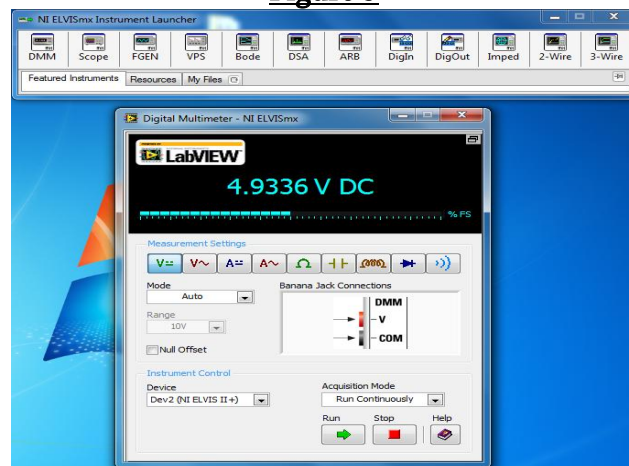 NI ELVISmx Instrument Launcher
DMM Scope FGEN VPS Bode DSA ARB DigIn DigOut Imped 2-Wire 3-Wire
Featured Instruments Resources My Files
Digital Multimeter - NI ELVISmx
LabVIEW
4.9336 V DC
% FS
Measurement Settings
V V A A Ω
Mode Banana Jack Connections
Auto
DMM
Range
V
10V
COM
Null Offset
Instrument Control
Device Acquisition Mode
Dev2 (NI ELVIS II+) Run Continuously
Run Stop Help